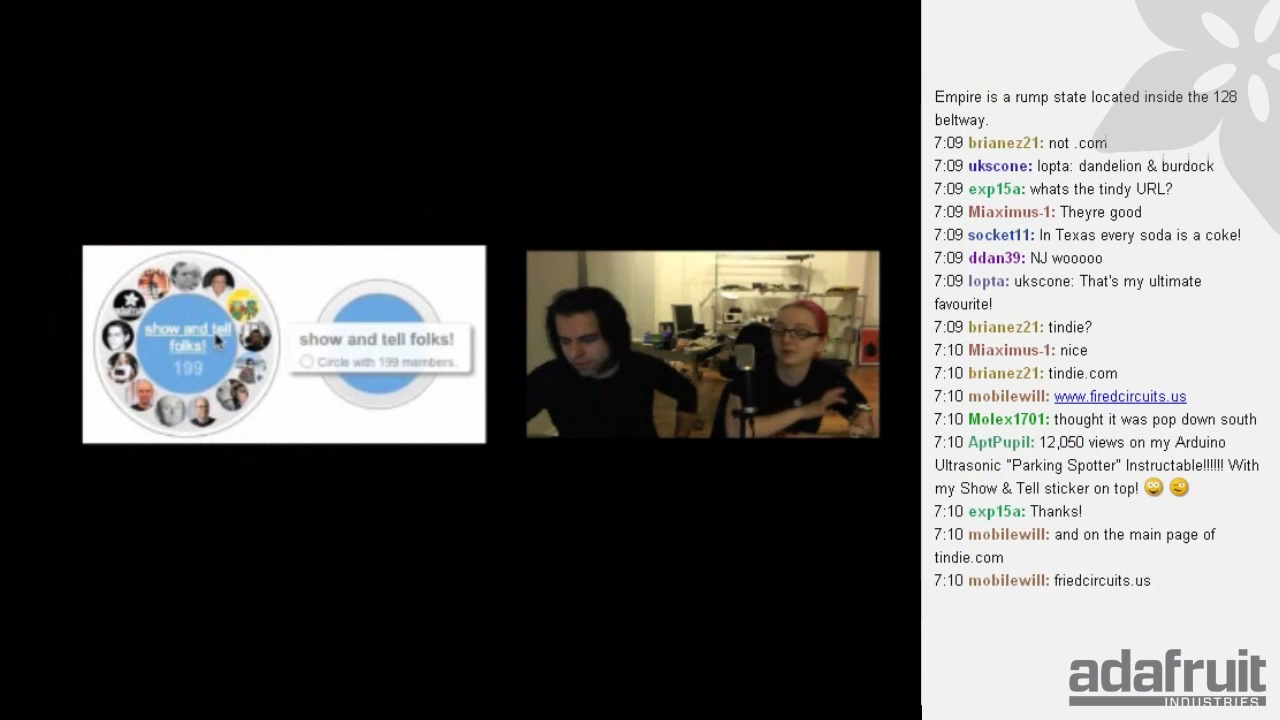 show and tell
folks!
199
show and tell folks!
Circle with 199 members.
Empire is a rump state located inside the 128
beltway.
7:09 brianez21: not .com
7:09 ukscone: lopta: dandelion & burdock
7:09 exp15a: whats the tindy URL?
7:09 Miaximus-1: Theyre good
7:09 socket11: In Texas every soda is a coke!
7:09 ddan39: NJ wooooo
7:09 lopta: ukscone: That's my ultimate
favourite!
7:09 brianez21: tindie?
7:10 Miaximus-1: nice
7:10 brianez21: tindie.com
7:10 mobilewill: www.firedcircuits.us
7:10 Molex1701: thought it was pop down south
7:10 AptPupil: 12,050 views on my Arduino
Ultrasonic "Parking Spotter" Instructable!!!!!! With
my Show & Tell sticker on top!
7:10 exp15a: Thanks!
7:10 mobilewill: and on the main page of
tindie.com
7:10 mobilewill: friedcircuits.us
adafruit
INDUSTRIES